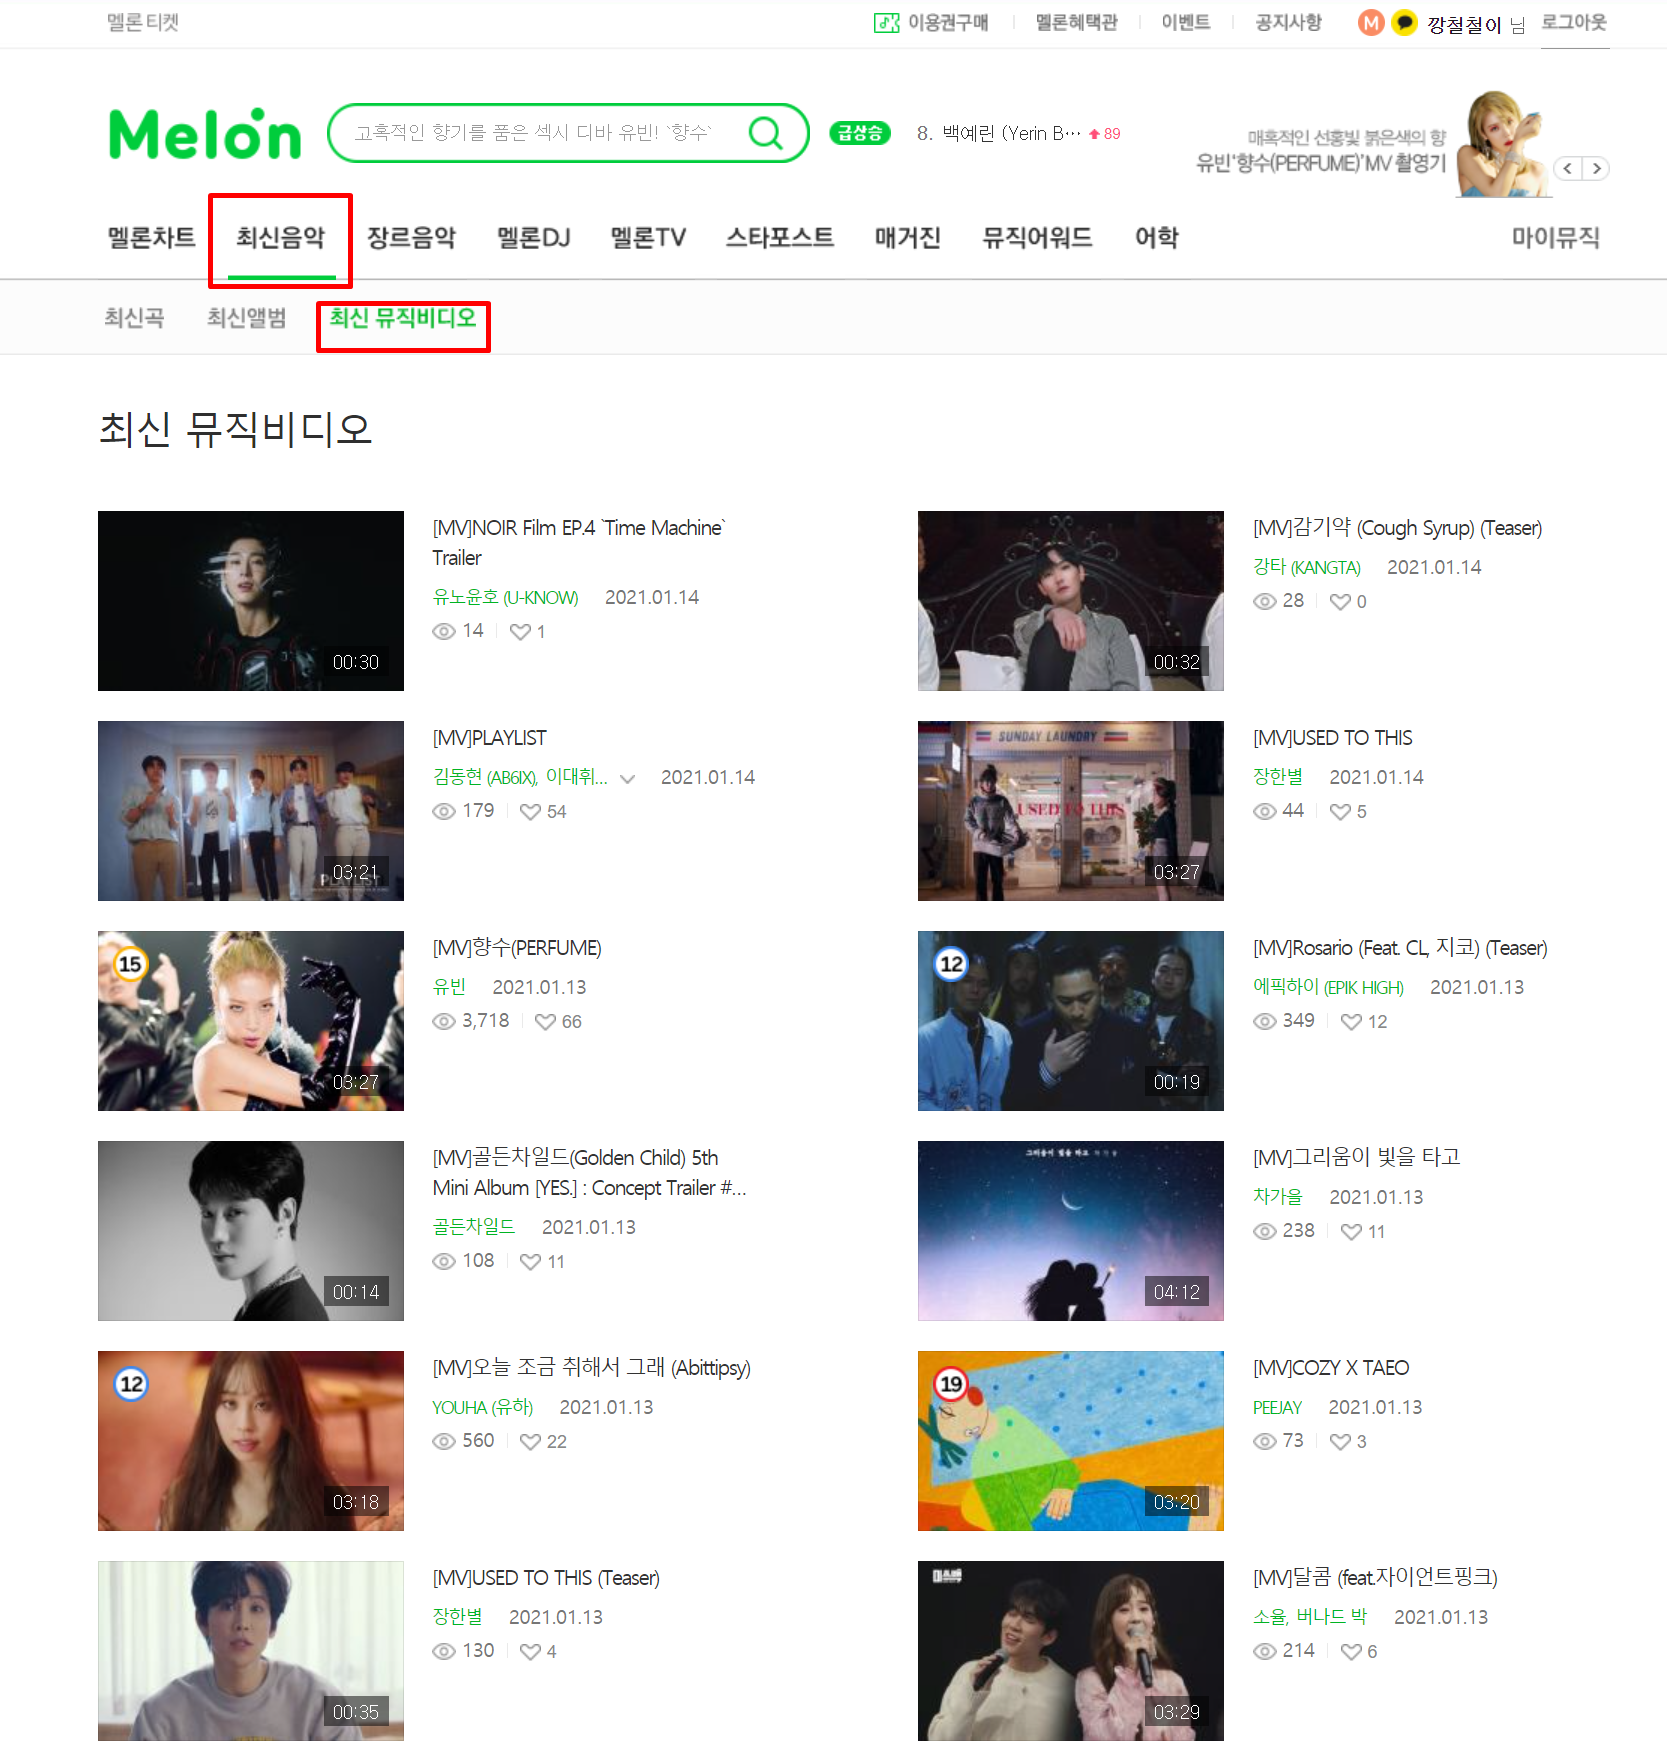 멜론티켓
이용권구매
멜론혜택관
이벤트
공지사항
M
깡철철이 님
로그아웃
Melon
고혹적인 향기를 품은 섹시 디바 유빈! `향수`
급상승
8. 백예린 (Yerin B… 89
매혹적인 선홍빛 붉은색의 향
유빈'향수(PERFUME)'MV 촬영기
멜론차트 최신음악 장르음악 멜론DJ 멜론TV 스타포스트 매거진 뮤직어워드 어학 마이뮤직
최신곡 최신앨범 최신 뮤직비디오
최신 뮤직비디오
00:30
[MV]NOIR Film EP.4 `Time Machine`
Trailer
유노윤호 (U-KNOW) 2021.01.14
14 1
00:32
[MV]감기약 (Cough Syrup) (Teaser)
강타 (KANGTA) 2021.01.14
28 0
PLAYLIST
03:21
[MV]PLAYLIST
김동현 (AB6IX), 이대휘... 2021.01.14
179 54
SUNDAY LAUNDRY
USED TO THIS
03:27
[MV]USED TO THIS
장한별 2021.01.14
44 5
15
03:27
[MV]향수(PERFUME)
유빈 2021.01.13
3,718 66
12
00:19
[MV]Rosario (Feat. CL, 지코) (Teaser)
에픽하이 (EPIK HIGH) 2021.01.13
349 12
00:14
[MV]골든차일드(Golden Child) 5th
Mini Album [YES.] : Concept Trailer #...
골든차일드 2021.01.13
108 11
그리움이 빛을 타고 차가을
04:12
[MV]그리움이 빛을 타고
차가을 2021.01.13
238 11
12
03:18
[MV]오늘 조금 취해서 그래 (Abittipsy)
YOUHA (유하) 2021.01.13
560 22
19
03:20
[MV]COZY X TAEO
PEEJAY 2021.01.13
73 3
00:35
[MV]USED TO THIS (Teaser)
장한별 2021.01.13
130 4
03:29
[MV]달콤 (feat.자이언트핑크)
소율, 버나드 박 2021.01.13
214 6